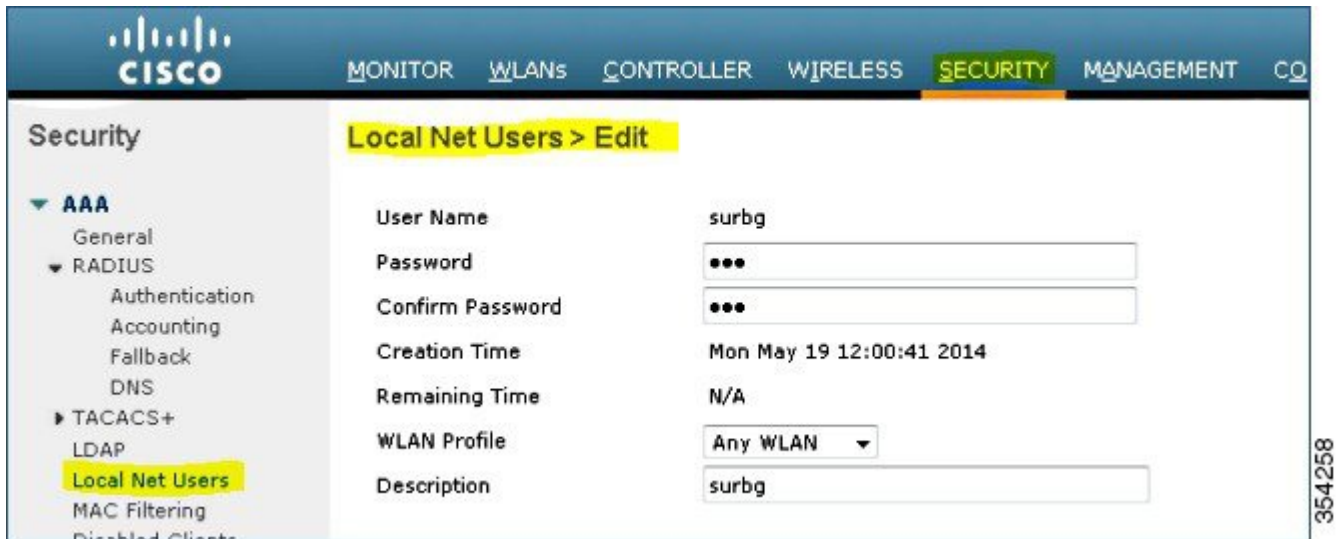 CISCO
MONITOR WLANs CONTROLLER WIRELESS SECURITY MANAGEMENT CO
Security
AAA
General
RADIUS
Authentication
Accounting
Fallback
DNS
TACACS+
LDAP
Local Net Users
MAC Filtering
Disabled Clients
Local Net Users > Edit
User Name surbg
Password •••
Confirm Password •••
Creation Time Mon May 19 12:00:41 2014
Remaining Time N/A
WLAN Profile Any WLAN
Description surbg
354258